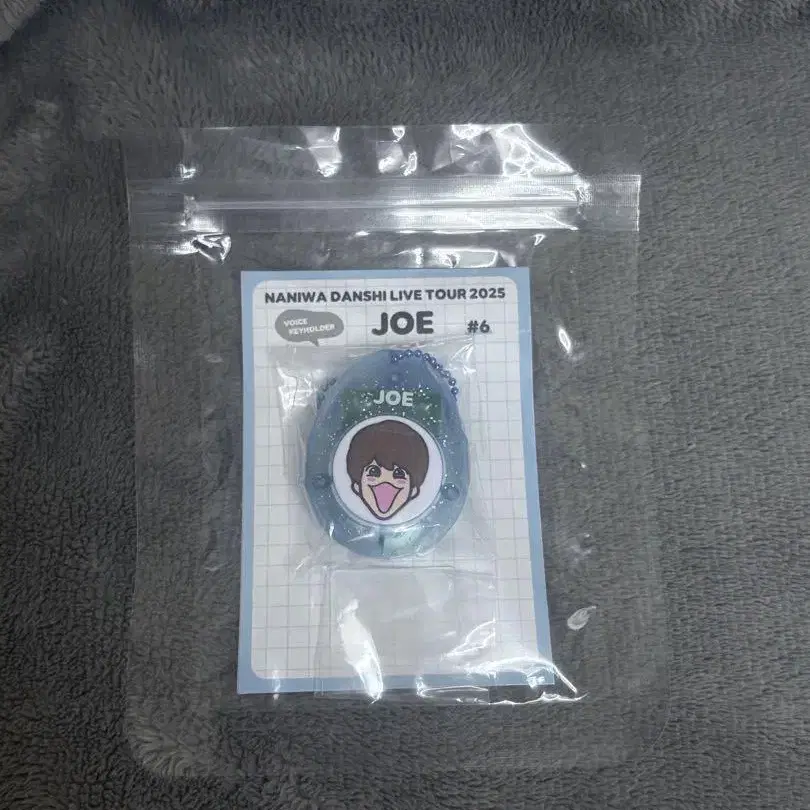 NANIWA DANSHI LIVE TOUR 2025
VOICE
KEYHOLDER
JOE #6
JOE